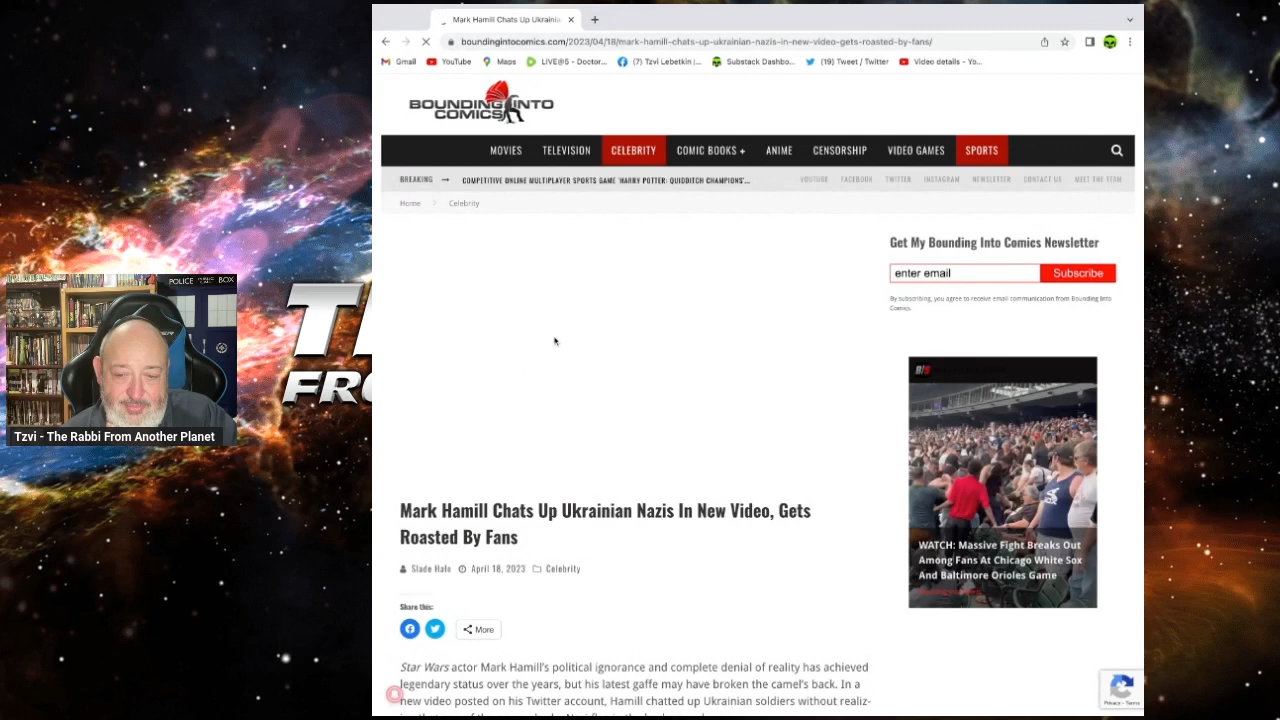 Mark Hamill Chats Up Ukrainia
boundingintocomics.com/2023/04/18/mark-hamill-chats-up-ukrainian-nazis-in-new-video-gets-roasted-by-fans/
Gmail YouTube Maps LIVE@5 - Doctor... (7) Tzvi Lebetkin |... Substack Dashbo... (19) Tweet / Twitter Video details - Yo...
BOUNDING INTO
COMICS
MOVIES TELEVISION CELEBRITY COMIC BOOKS + ANIME CENSORSHIP VIDEO GAMES SPORTS
BREAKING → COMPETITIVE ONLINE MULTIPLAYER SPORTS GAME 'HARRY POTTER: QUIDDITCH CHAMPIONS'... YOUTUBE FACEBOOK TWITTER INSTAGRAM NEWSLETTER CONTACT US MEET THE TEAM
Home Celebrity
Get My Bounding Into Comics Newsletter
enter email Subscribe
By subscribing, you agree to receive email communication from Bounding Into
Comics.
POLICE BOX
Tzvi - The Rabbi From Another Planet
WATCH: Massive Fight Breaks Out
Among Fans At Chicago White Sox
And Baltimore Orioles Game
Mark Hamill Chats Up Ukrainian Nazis In New Video, Gets
Roasted By Fans
Slade Hale April 18, 2023 Celebrity
Share this:
More
Star Wars actor Mark Hamill's political ignorance and complete denial of reality has achieved
legendary status over the years, but his latest gaffe may have broken the camel's back. In a
new video posted on his Twitter account, Hamill chatted up Ukrainian soldiers without realiz-
Privacy - Terms